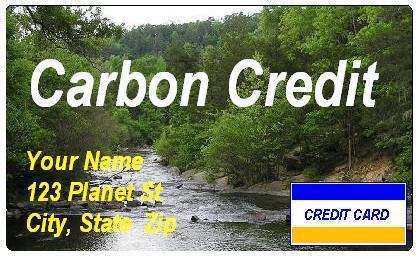 Carbon Credit
Your Name
123 Planet St
City, State  Zip
CREDIT CARD